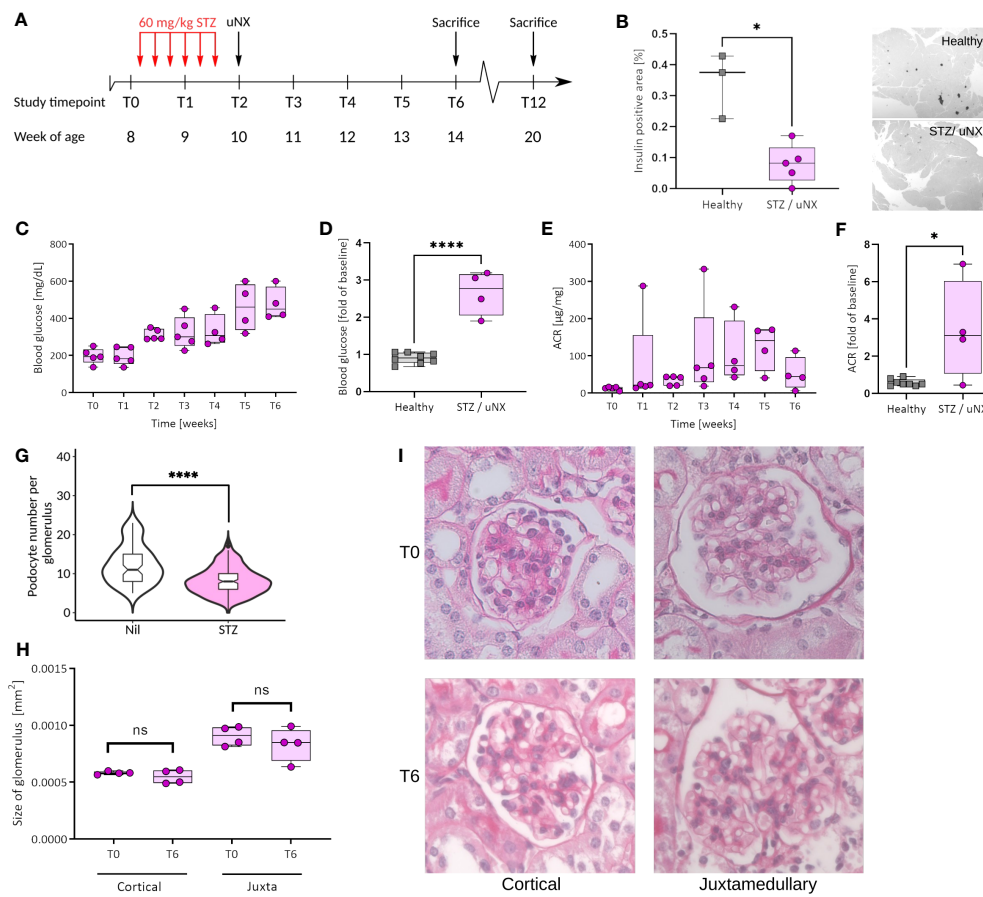 A
60 mg/kg STZ
uNX
Sacrifice
Sacrifice
Study timepoint
T0
T1
T2
T3
T4
T5
T6
T12
Week of age
8
9
10
11
12
13
14
20
B
Insulin positive area [%]
0.5
0.4
0.3
0.2
0.1
0.0
*
Healthy
STZ / uNX
Healthy
STZ/ uNX
C
Blood glucose [mg/dL]
800
600
400
200
0
T0
T1
T2
T3
T4
T5
T6
Time [weeks]
D
Blood glucose [fold of baseline]
4
3
2
1
0
****
Healthy
STZ / uNX
E
ACR [µg/mg]
400
300
200
100
0
T0
T1
T2
T3
T4
T5
T6
Time [weeks]
F
ACR [fold of baseline]
8
6
4
2
0
*
Healthy
STZ / uNX
G
Podocyte number per
glomerulus
40
30
20
10
0
****
Nil
STZ
H
Size of glomerulus [mm²]
0.0015
0.0010
0.0005
0.0000
ns
ns
T0
T6
T0
T6
Cortical
Juxta
I
T0
T6
Cortical
Juxtamedullary